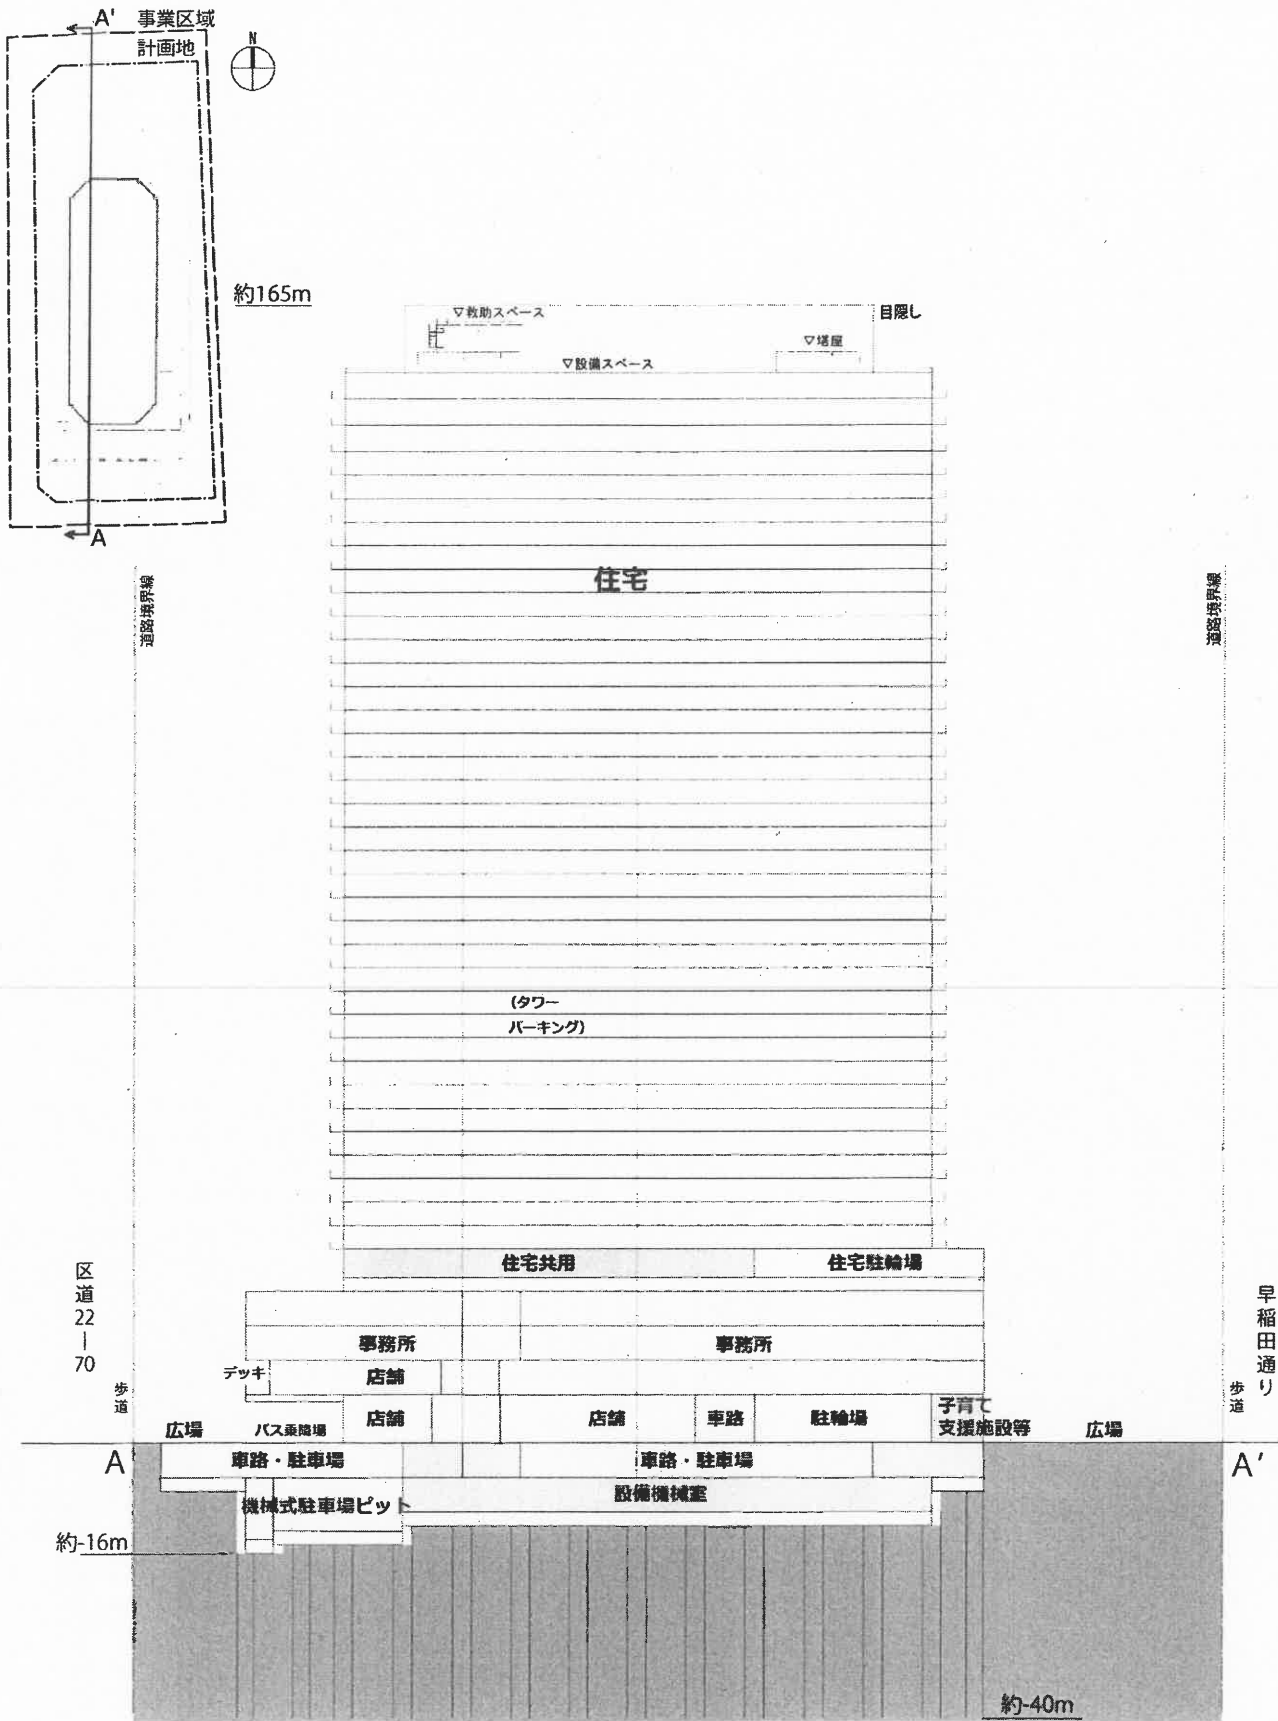 A'
事業区域
計画地
N
A
約165m
▽救助スペース
目隠し
▽塔屋
▽設備スペース
住宅
道路境界線
道路境界線
(タワー
パーキング)
住宅共用
住宅駐輪場
区道22―70
早稲田通り
事務所
事務所
デッキ
店舗
歩道
歩道
広場
バス乗降場
店舗
店舗
車路
駐輪場
子育て
支援施設等
広場
A
車路・駐車場
車路・駐車場
A'
機械式駐車場ピット
設備機械室
約-16m
約-40m